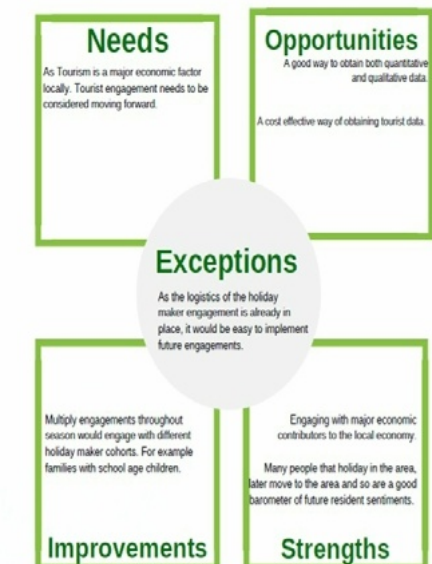 Needs
As Tourism is a major economic factor
locally. Tourist engagement needs to be
considered moving forward.
Opportunities
A good way to obtain both quantitative
and qualitative data.
A cost effective way of obtaining tourist data.
Exceptions
As the logistics of the holiday
maker engagement is already in
place, it would be easy to implement
future engagements.
Multiply engagements throughout
season would engage with different
holiday maker cohorts. For example
families with school age children.
Improvements
Engaging with major economic
contributors to the local economy.
Many people that holiday in the area,
later move to the area and so are a good
barometer of future resident sentiments.
Strengths